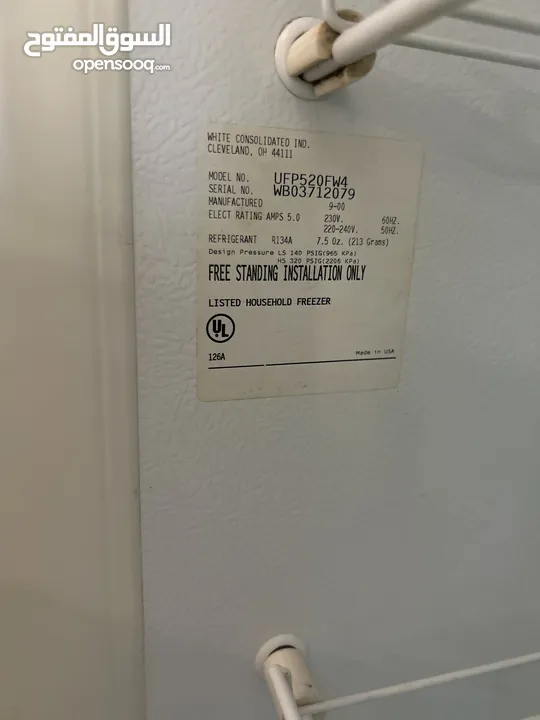 السوق المفتوح
opensooq.com
WHITE CONSOLIDATED IND.
CLEVELAND, OH 44111
MODEL NO. UFP520FW4
SERIAL NO. WB03712079
MANUFACTURED 9-00
ELECT RATING AMPS 5.0 230V. 60HZ.
220-240V. 50HZ.
REFRIGERANT R134A 7.5 Oz. (213 Grams)
Design Pressure LS 140 PSIG(965 KPa)
HS 320 PSIG(2206 KPa)
FREE STANDING INSTALLATION ONLY
LISTED HOUSEHOLD FREEZER
UL
126A Made in USA